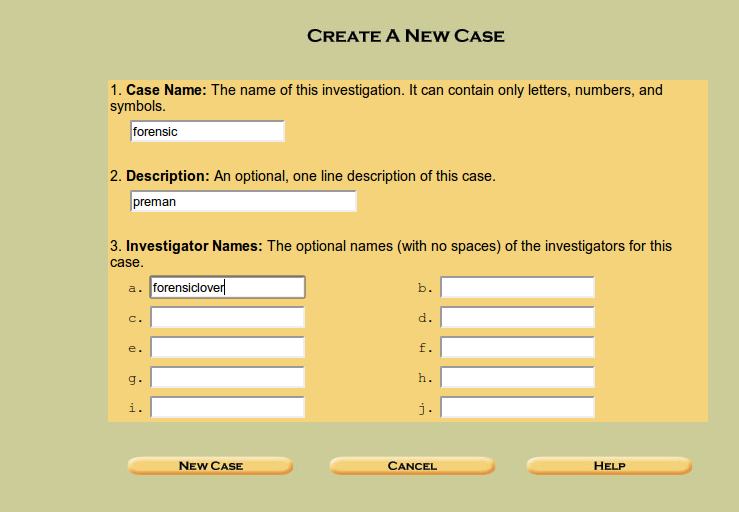 CREATE A NEW CASE
1. Case Name: The name of this investigation. It can contain only letters, numbers, and
symbols.
forensic
2. Description: An optional, one line description of this case.
preman
3. Investigator Names: The optional names (with no spaces) of the investigators for this
case.
a. forensiclover b.
c. d.
e. f.
g. h.
i. j.
NEW CASE CANCEL HELP